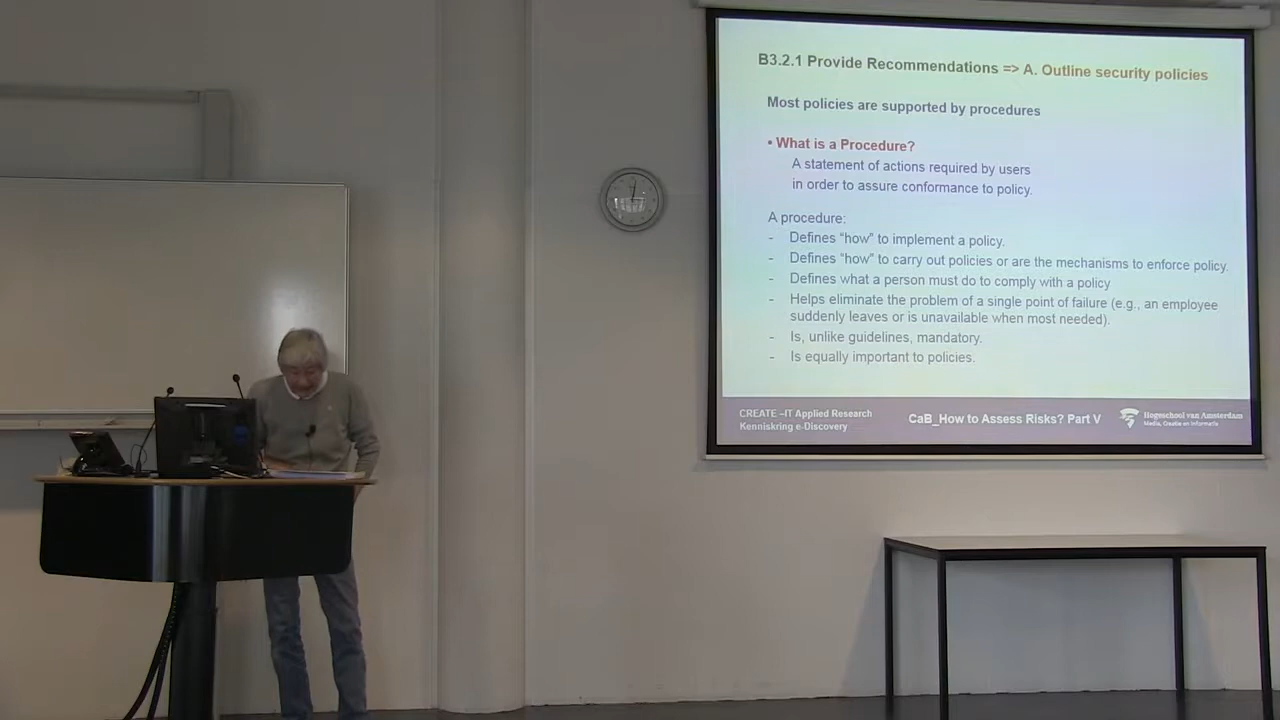 B3.2.1 Provide Recommendations => A. Outline security policies
Most policies are supported by procedures
▪ What is a Procedure?
A statement of actions required by users
in order to assure conformance to policy.
A procedure:
- Defines “how” to implement a policy.
- Defines “how” to carry out policies or are the mechanisms to enforce policy.
- Defines what a person must do to comply with a policy
- Helps eliminate the problem of a single point of failure (e.g., an employee
suddenly leaves or is unavailable when most needed).
- Is, unlike guidelines, mandatory.
- Is equally important to policies.
CREATE –IT Applied Research
Kenniskring e-Discovery
CaB_How to Assess Risks? Part V
Hogeschool van Amsterdam
Media, Creatie en Informatie